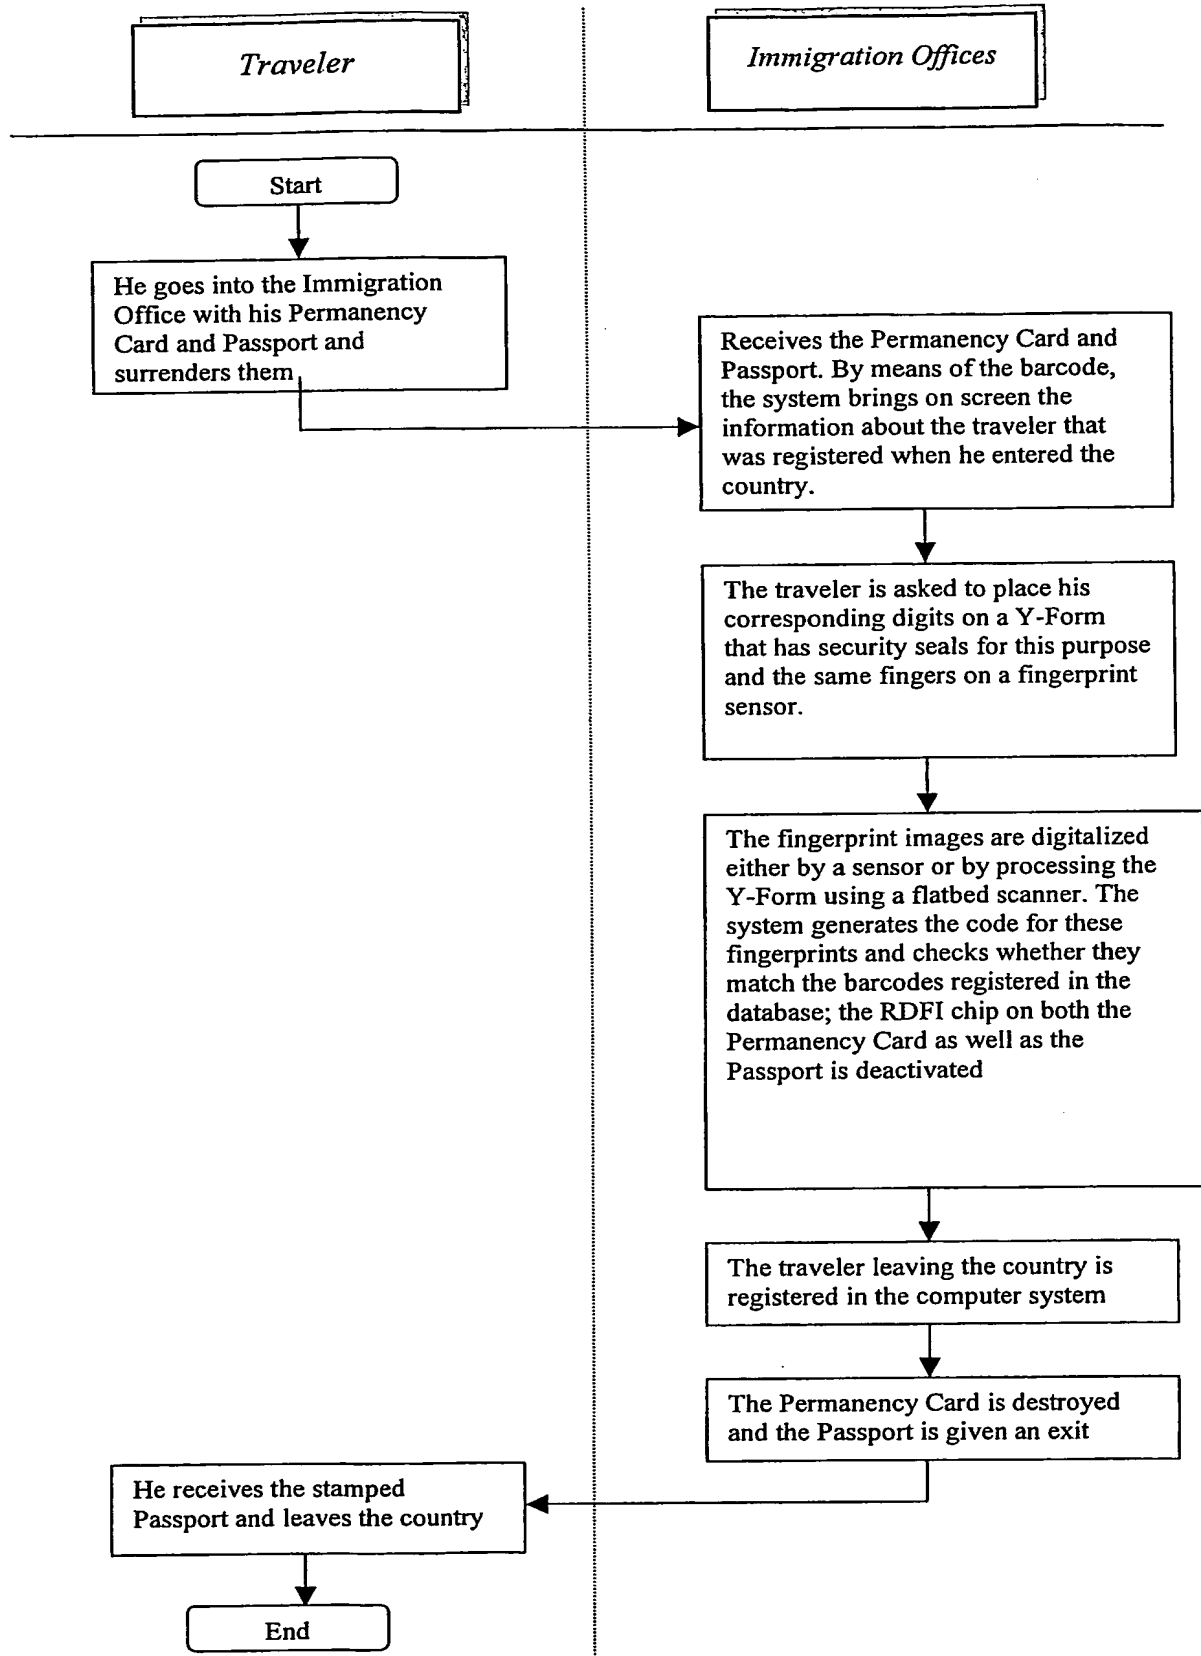 Traveler
Immigration Offices
Start
He goes into the Immigration
Office with his Permanency
Card and Passport and
surrenders them
Receives the Permanency Card and
Passport. By means of the barcode,
the system brings on screen the
information about the traveler that
was registered when he entered the
country.
The traveler is asked to place his
corresponding digits on a Y-Form
that has security seals for this purpose
and the same fingers on a fingerprint
sensor.
The fingerprint images are digitalized
either by a sensor or by processing the
Y-Form using a flatbed scanner. The
system generates the code for these
fingerprints and checks whether they
match the barcodes registered in the
database; the RDFI chip on both the
Permanency Card as well as the
Passport is deactivated
The traveler leaving the country is
registered in the computer system
The Permanency Card is destroyed
and the Passport is given an exit
He receives the stamped
Passport and leaves the country
End